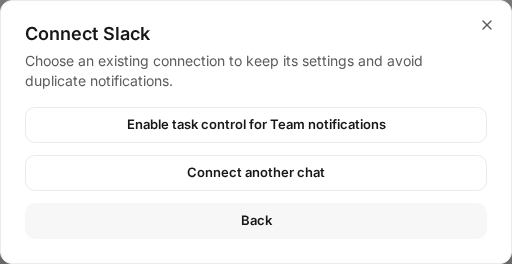 Connect Slack
Choose an existing connection to keep its settings and avoid
duplicate notifications.
Enable task control for Team notifications
Connect another chat
Back